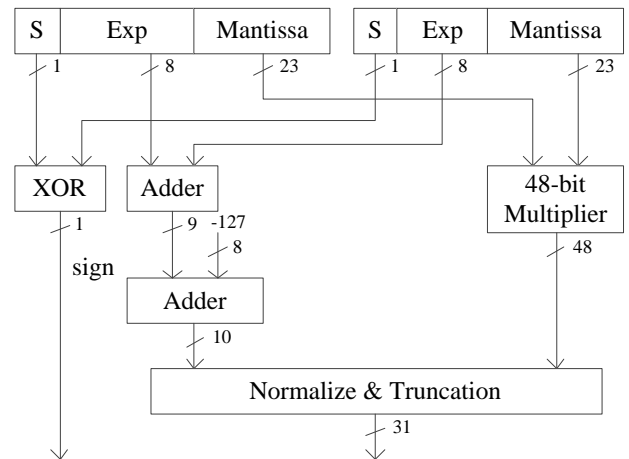 S Exp Mantissa S Exp Mantissa
1 8 23 1 8 23
XOR Adder 48-bit
Multiplier
1 9 -127
8 48
sign
Adder
10
Normalize & Truncation
31